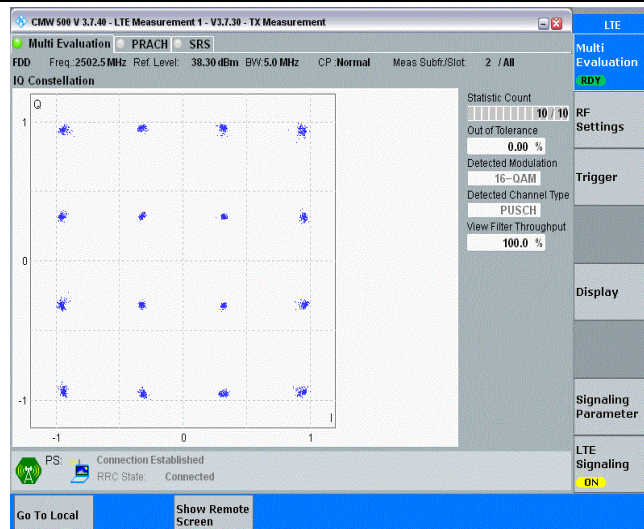 CMW 500 V 3.7.40 - LTE Measurement 1 - V3.7.30 - TX Measurement
LTE
Multi Evaluation PRACH SRS
Multi
Evaluation
RDY
FDD Freq.:2502.5 MHz Ref. Level: 38.30 dBm BW:5.0 MHz CP :Normal Meas Subfr./Slot: 2 / All
IQ Constellation
Q
1
0
-1
-1
0
1
I
Statistic Count
10 / 10
Out of Tolerance
0.00 %
Detected Modulation
16-QAM
Detected Channel Type
PUSCH
View Filter Throughput
100.0 %
RF
Settings
Trigger
Display
Signaling
Parameter
LTE
Signaling
ON
PS: Connection Established
RRC State: Connected
Go To Local
Show Remote
Screen